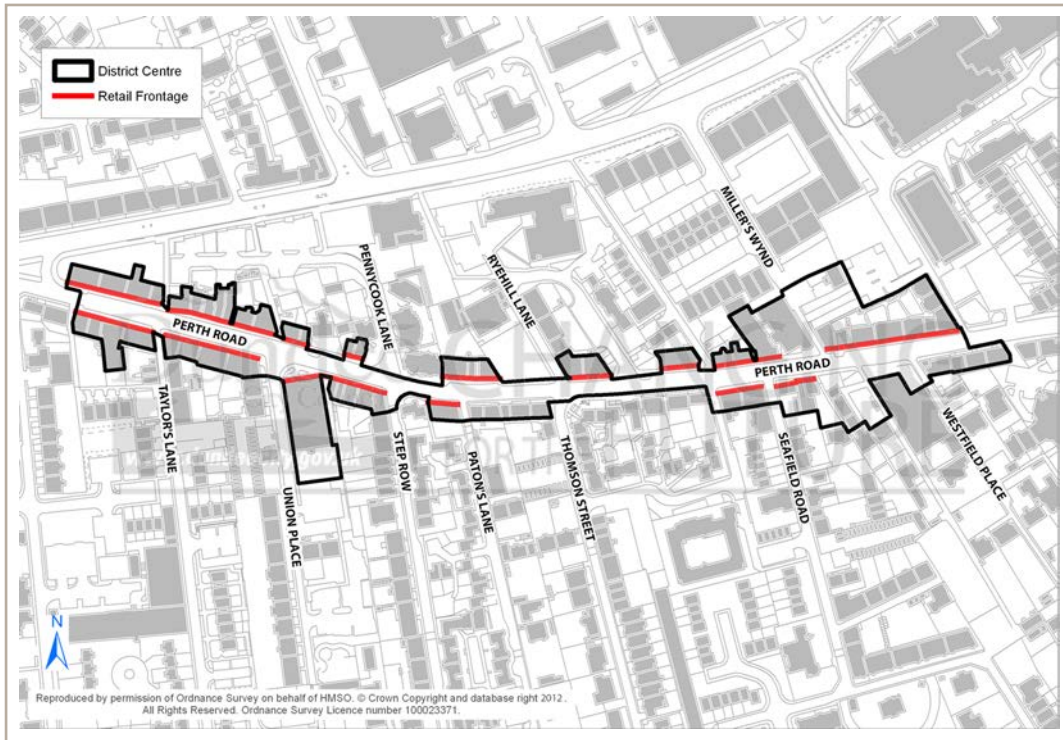 District Centre
Retail Frontage
MILLER'S WYND
PENNYCOOK LANE
RYEHILL LANE
PERTH ROAD
PERTH ROAD
TAYLOR'S LANE
UNION PLACE
STEP ROW
PATON'S LANE
THOMSON STREET
SEAFIELD ROAD
WESTFIELD PLACE
N
Reproduced by permission of Ordnance Survey on behalf of HMSO. © Crown Copyright and database right 2012.
All Rights Reserved. Ordnance Survey Licence number 100023371.